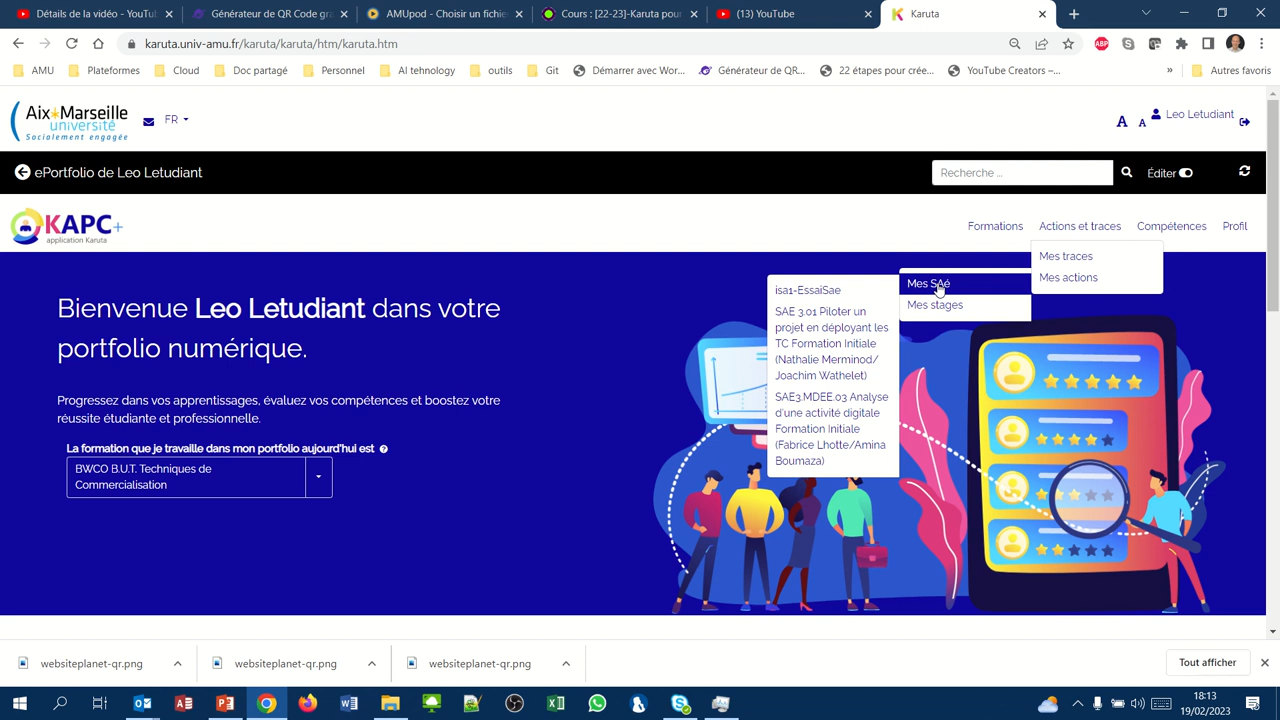 Détails de la vidéo - YouTub
Générateur de QR Code gra
AMUpod - Choisir un fichie
Cours : [22-23]-Karuta pour
(13) YouTube
Karuta
karuta.univ-amu.fr/karuta/karuta/htm/karuta.htm
ABP
AMU
Plateformes
Cloud
Doc partagé
Personnel
AI tehnology
outils
Git
Démarrer avec Wor...
Générateur de QR...
22 étapes pour crée...
YouTube Creators –...
»
Autres favoris
Aix*Marseille
université
Socialement engagée
FR
A A
Leo Letudiant
ePortfolio de Leo Letudiant
Recherche ...
Éditer
KAPC+
application Karuta
Formations
Actions et traces
Compétences
Profil
Mes traces
Mes actions
Mes SAé
Mes stages
isa1-EssaiSae
SAE 3.01 Piloter un
projet en déployant les
TC Formation Initiale
(Nathalie Merminod/
Joachim Wathelet)
SAE3.MDEE.03 Analyse
d'une activité digitale
Formation Initiale
(Fabrice Lhotte/Amina
Boumaza)
Bienvenue Leo Letudiant dans votre
portfolio numérique.
Progressez dans vos apprentissages, évaluez vos compétences et boostez votre
réussite étudiante et professionnelle.
La formation que je travaille dans mon portfolio aujourd'hui est
BWCO B.U.T. Techniques de
Commercialisation
websiteplanet-qr.png
websiteplanet-qr.png
websiteplanet-qr.png
Tout afficher
18:13
19/02/2023